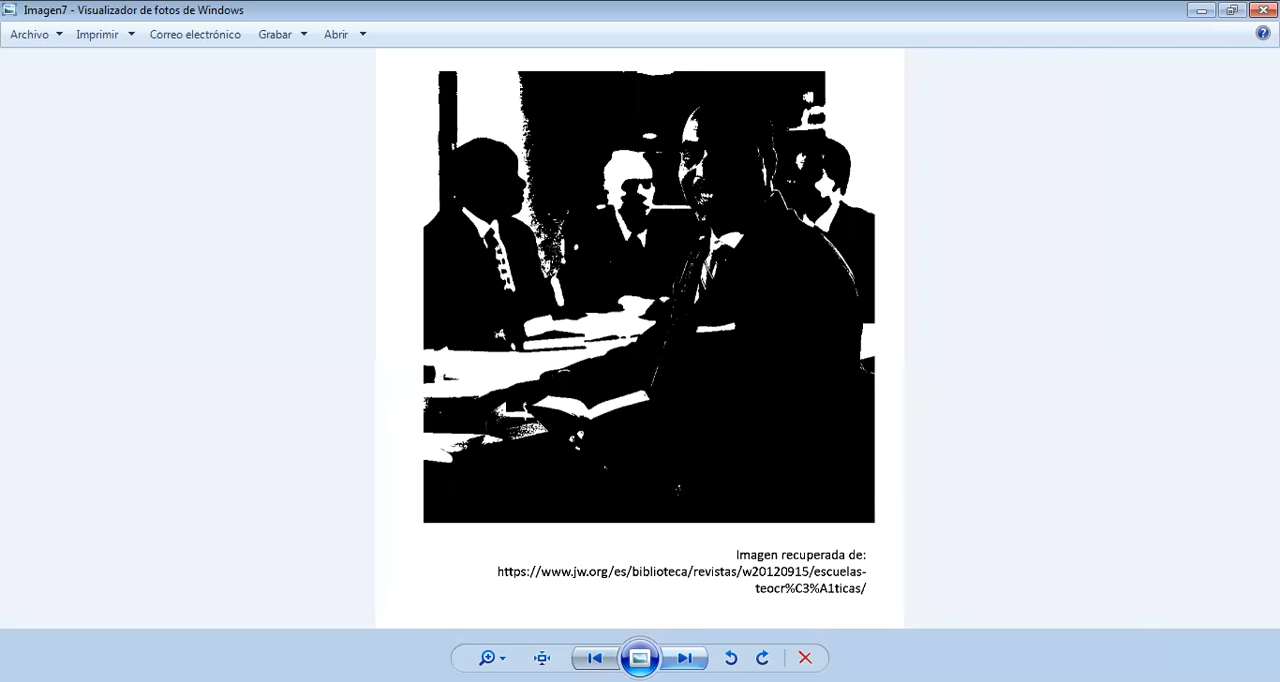 Imagen7 - Visualizador de fotos de Windows
Archivo Imprimir Correo electrónico Grabar Abrir
Imagen recuperada de:
https://www.jw.org/es/biblioteca/revistas/w20120915/escuelas-
teocr%C3%A1ticas/